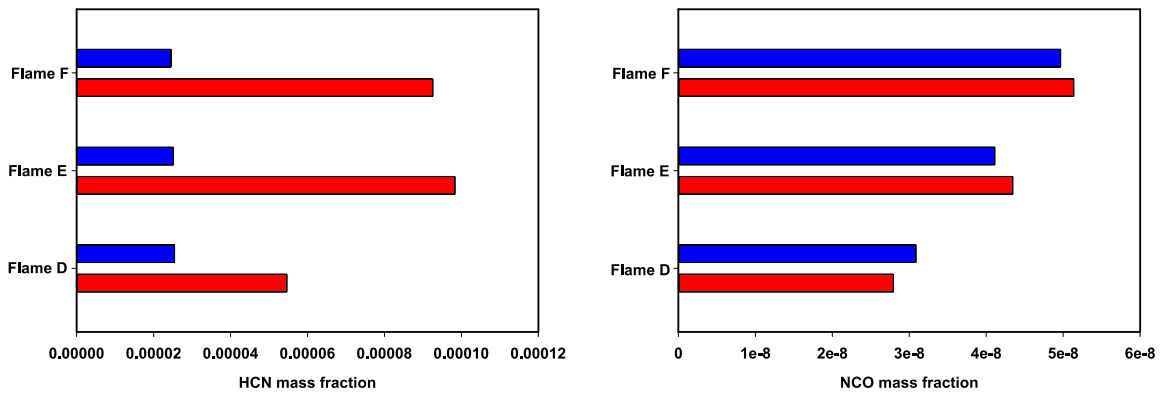 Flame F
Flame E
Flame D
0.00000 0.00002 0.00004 0.00006 0.00008 0.00010 0.00012
HCN mass fraction
Flame F
Flame E
Flame D
0 1e-8 2e-8 3e-8 4e-8 5e-8 6e-8
NCO mass fraction